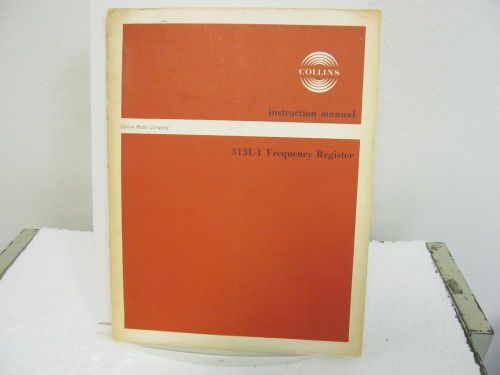 COLLINS
instruction manual
Collins Radio Company
313L-1 Frequency Register